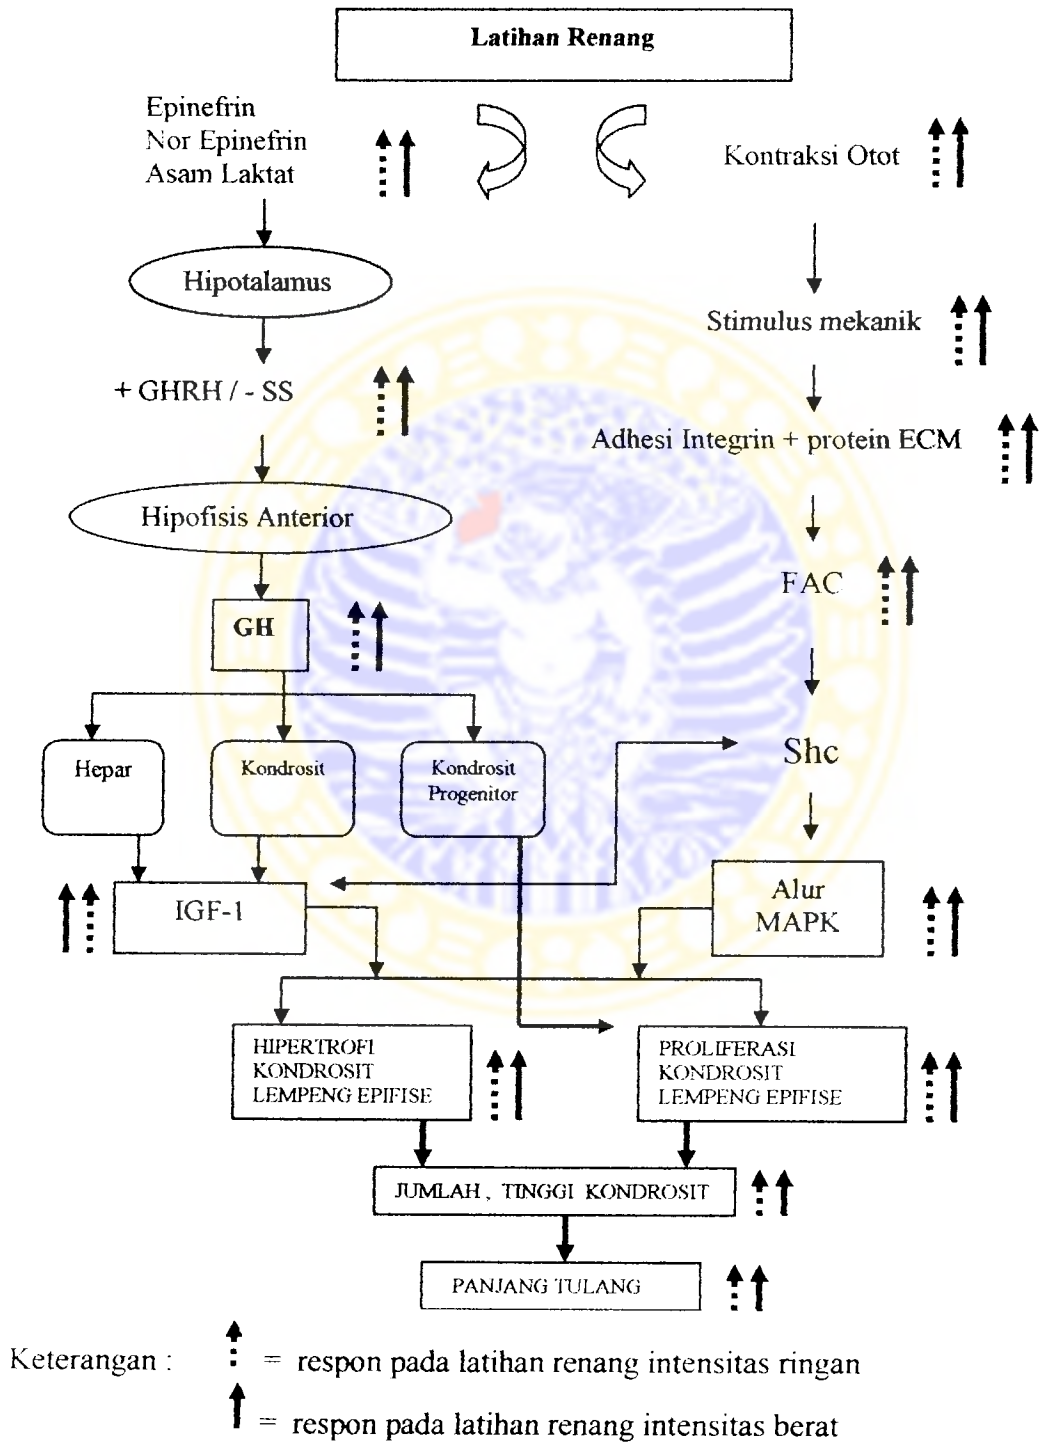 Latihan Renang
Epinefrin
Nor Epinefrin
Asam Laktat
Kontraksi Otot
Hipotalamus
Stimulus mekanik
+ GHRH / - SS
Adhesi Integrin + protein ECM
Hipofisis Anterior
FAC
GH
Shc
Hepar
Kondrosit
Kondrosit
Progenitor
IGF-1
Alur
MAPK
HIPERTROFI
KONDROSIT
LEMPENG EPIFISE
PROLIFERASI
KONDROSIT
LEMPENG EPIFISE
JUMLAH , TINGGI KONDROSIT
PANJANG TULANG
Keterangan :
= respon pada latihan renang intensitas ringan
= respon pada latihan renang intensitas berat